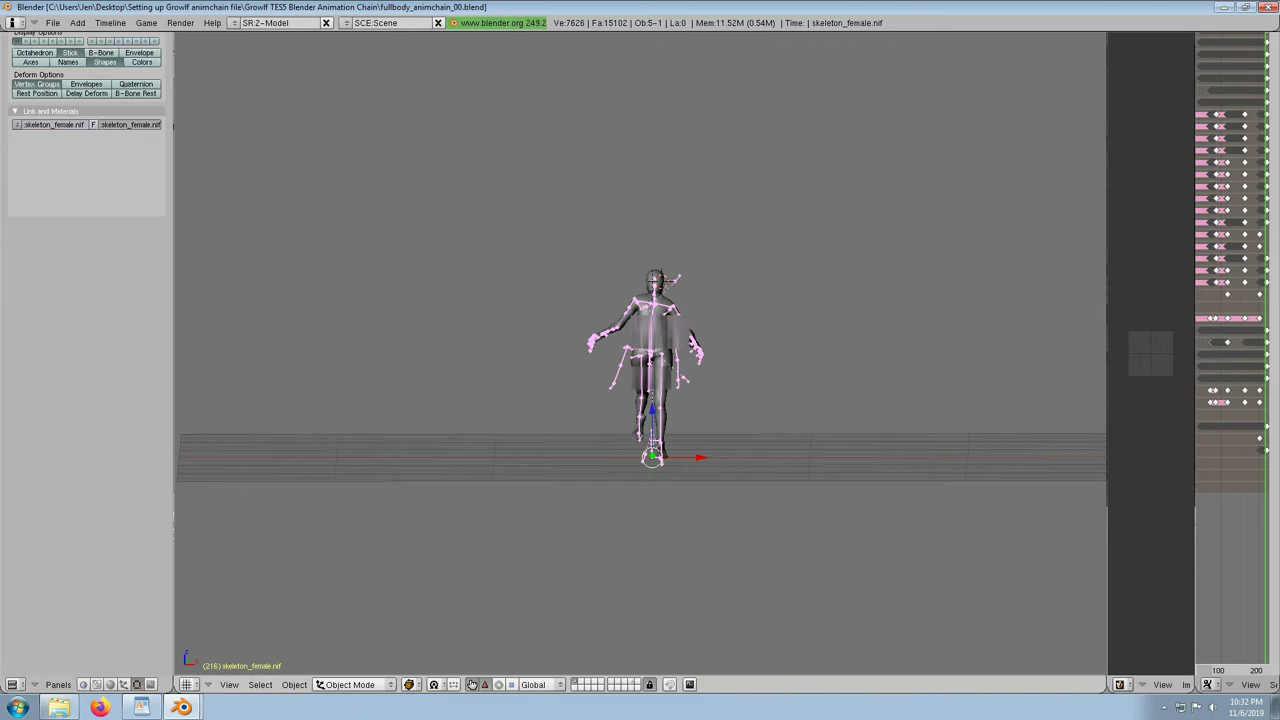 Blender [C:\Users\Jen\Desktop\Setting up Growlf animchain file\Growlf TES5 Blender Animation Chain\fullbody_animchain_00.blend]
File Add Timeline Game Render Help SR:2-Model SCE:Scene www.blender.org 249.2 Ve:7626 | Fa:15102 | Ob:5-1 | La:0 | Mem:11.52M (0.54M) | Time: | skeleton_female.nif
Display Options
Octahedron Stick B-Bone Envelope
Axes Names Shapes Colors
Deform Options
Vertex Groups Envelopes Quaternion
Rest Position Delay Deform B-Bone Rest
Link and Materials
:skeleton_female.nif F :skeleton_female.nif
z
x
(216) skeleton_female.nif
100 200
Panels View Select Object Object Mode Global View Im View Se
10:32 PM
11/6/2019